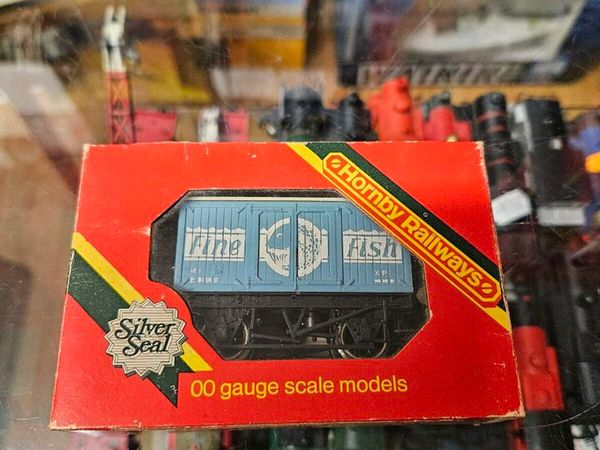 Hornby Railways
Fine Fish
Silver
Seal
00 gauge scale models